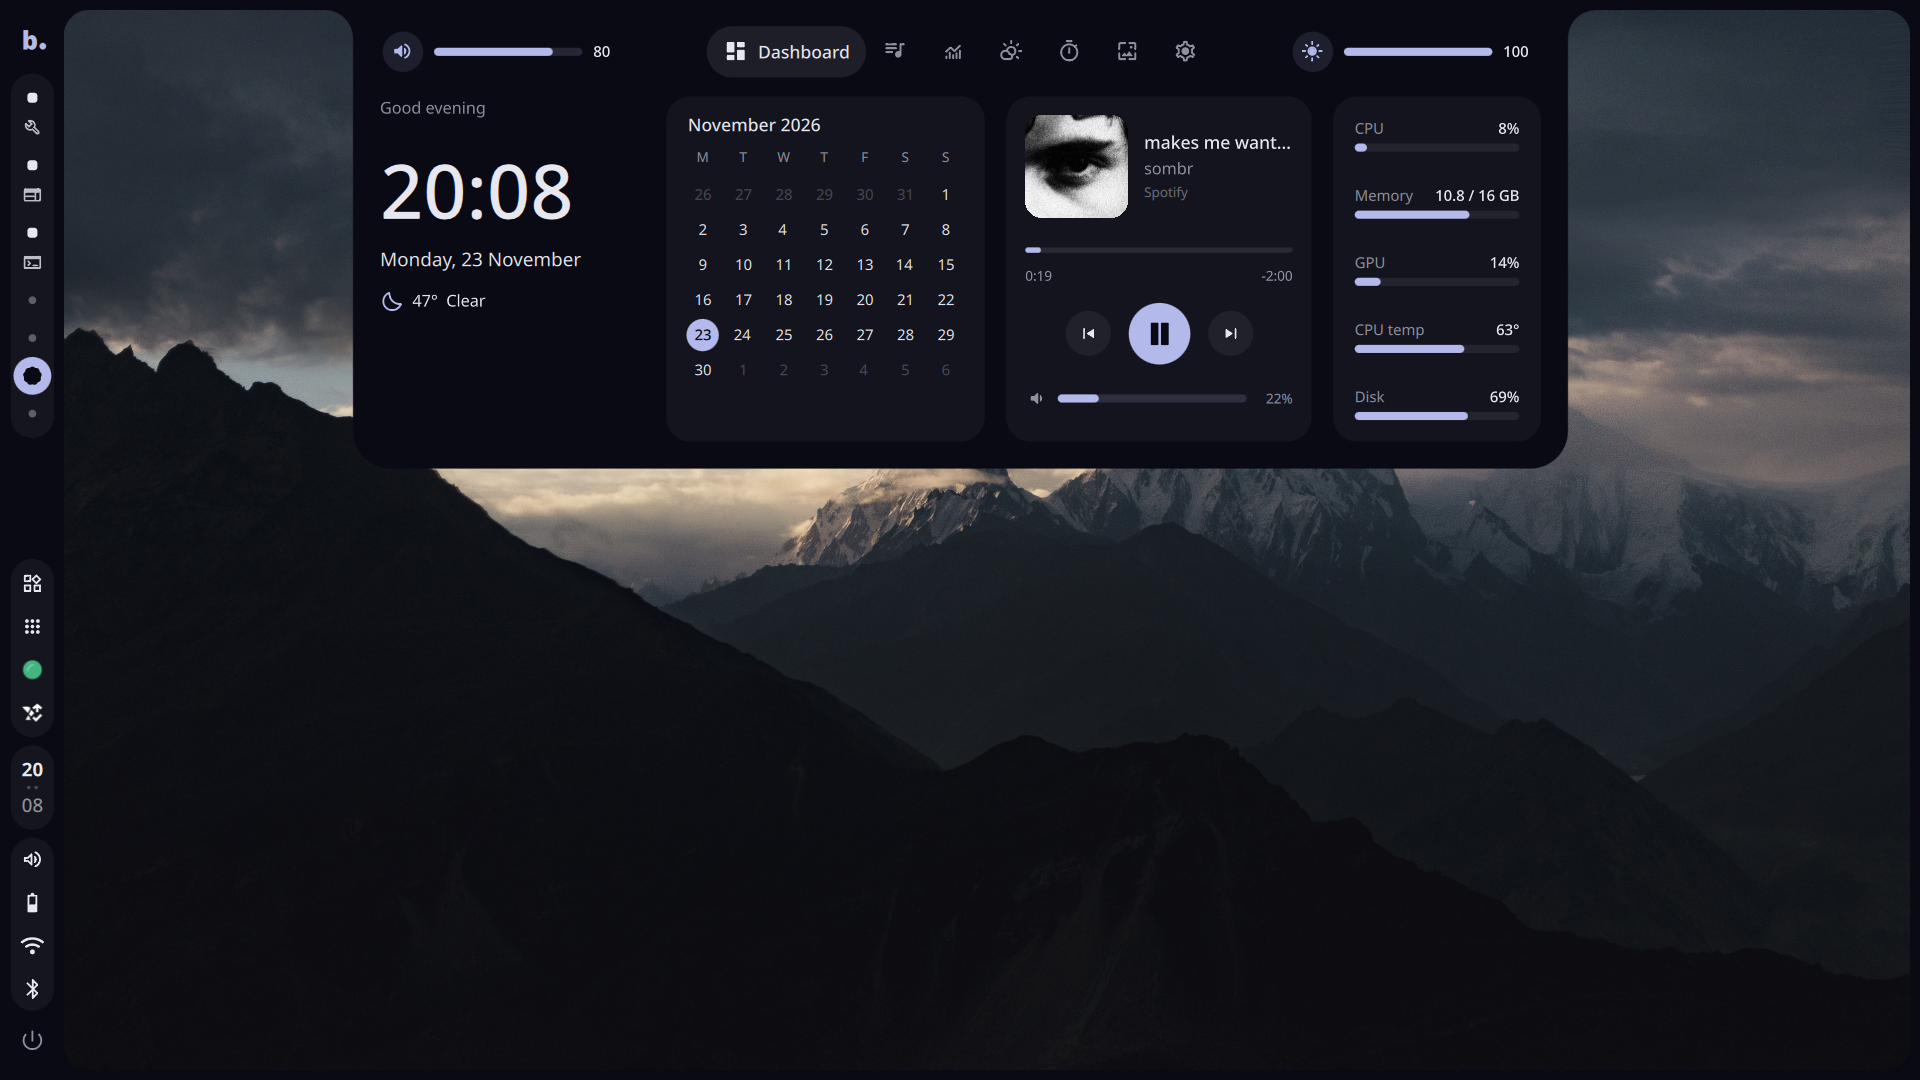 b.
20
08
80
Dashboard
100
Good evening
20:08
Monday, 23 November
47° Clear
November 2026
M T W T F S S
26 27 28 29 30 31 1
2 3 4 5 6 7 8
9 10 11 12 13 14 15
16 17 18 19 20 21 22
23 24 25 26 27 28 29
30 1 2 3 4 5 6
makes me want...
sombr
Spotify
0:19 -2:00
22%
CPU 8%
Memory 10.8 / 16 GB
GPU 14%
CPU temp 63°
Disk 69%